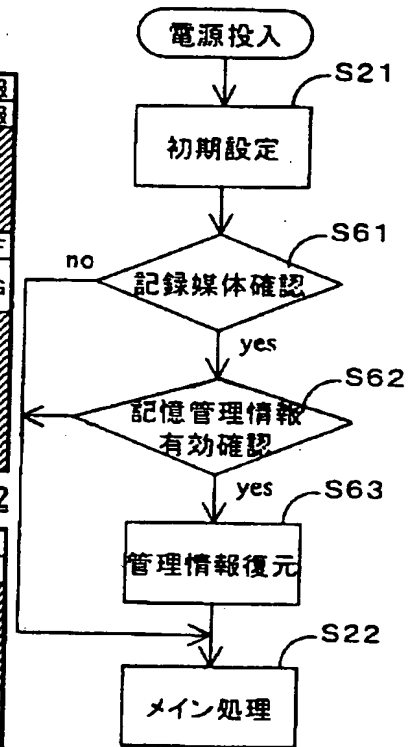 電源投入
S21
初期設定
S61
no
記録媒体確認
yes
S62
記憶管理情報
有効確認
yes
S63
管理情報復元
S22
メイン処理